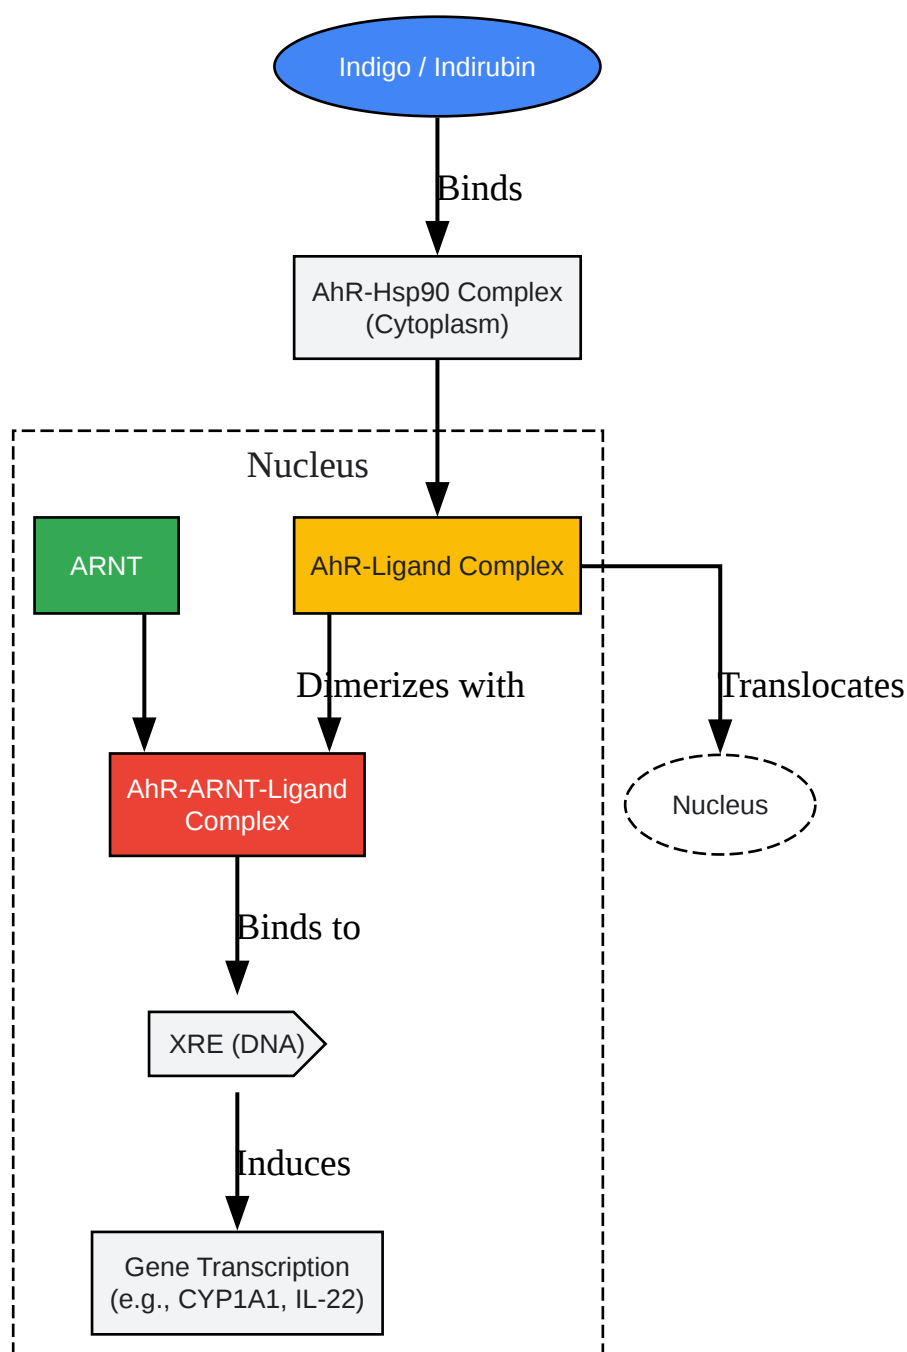 Indigo / Indirubin
Binds
AhR-Hsp90 Complex
(Cytoplasm)
Nucleus
ARNT
AhR-Ligand Complex
Dimerizes with
Translocates
AhR-ARNT-Ligand
Complex
Nucleus
Binds to
XRE (DNA)
Induces
Gene Transcription
(e.g., CYP1A1, IL-22)